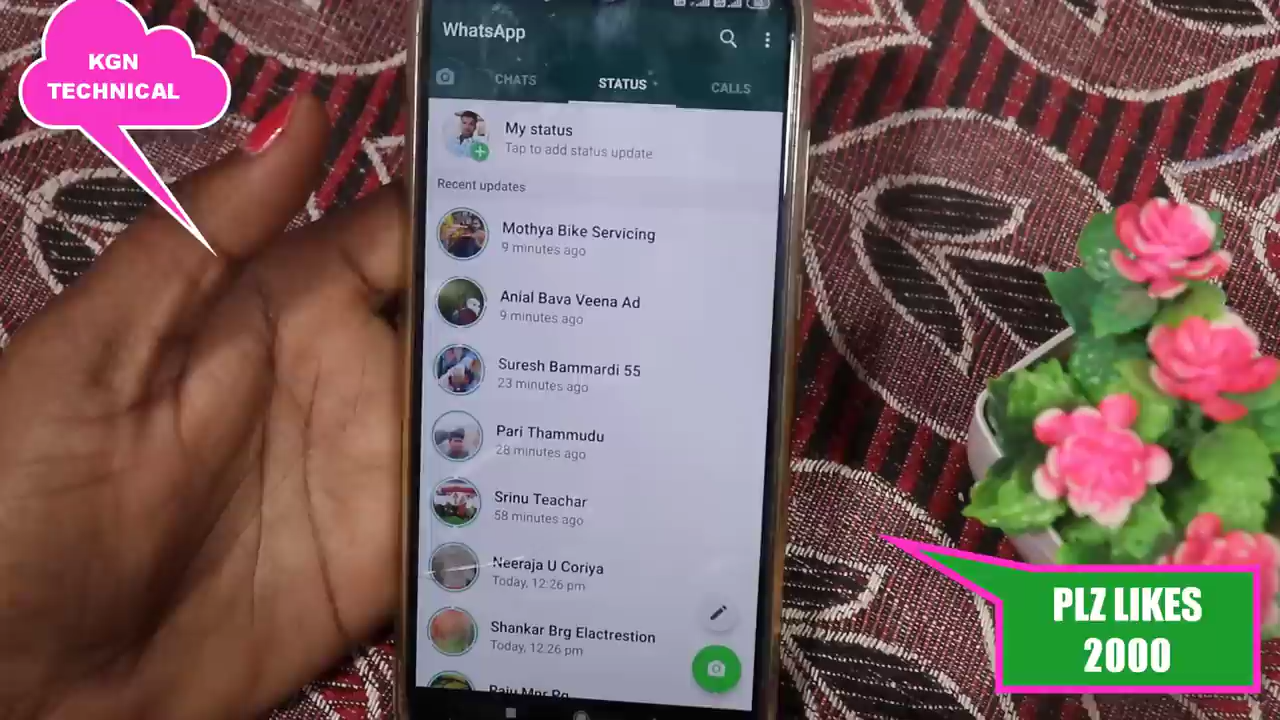 KGN
TECHNICAL
WhatsApp
CHATS
STATUS
CALLS
My status
Tap to add status update
Recent updates
Mothya Bike Servicing
9 minutes ago
Anial Bava Veena Ad
9 minutes ago
Suresh Bammardi 55
23 minutes ago
Pari Thammudu
28 minutes ago
Srinu Teachar
58 minutes ago
Neeraja U Coriya
Today, 12:26 pm
Shankar Brg Elactrestion
Today, 12:26 pm
PLZ LIKES
2000